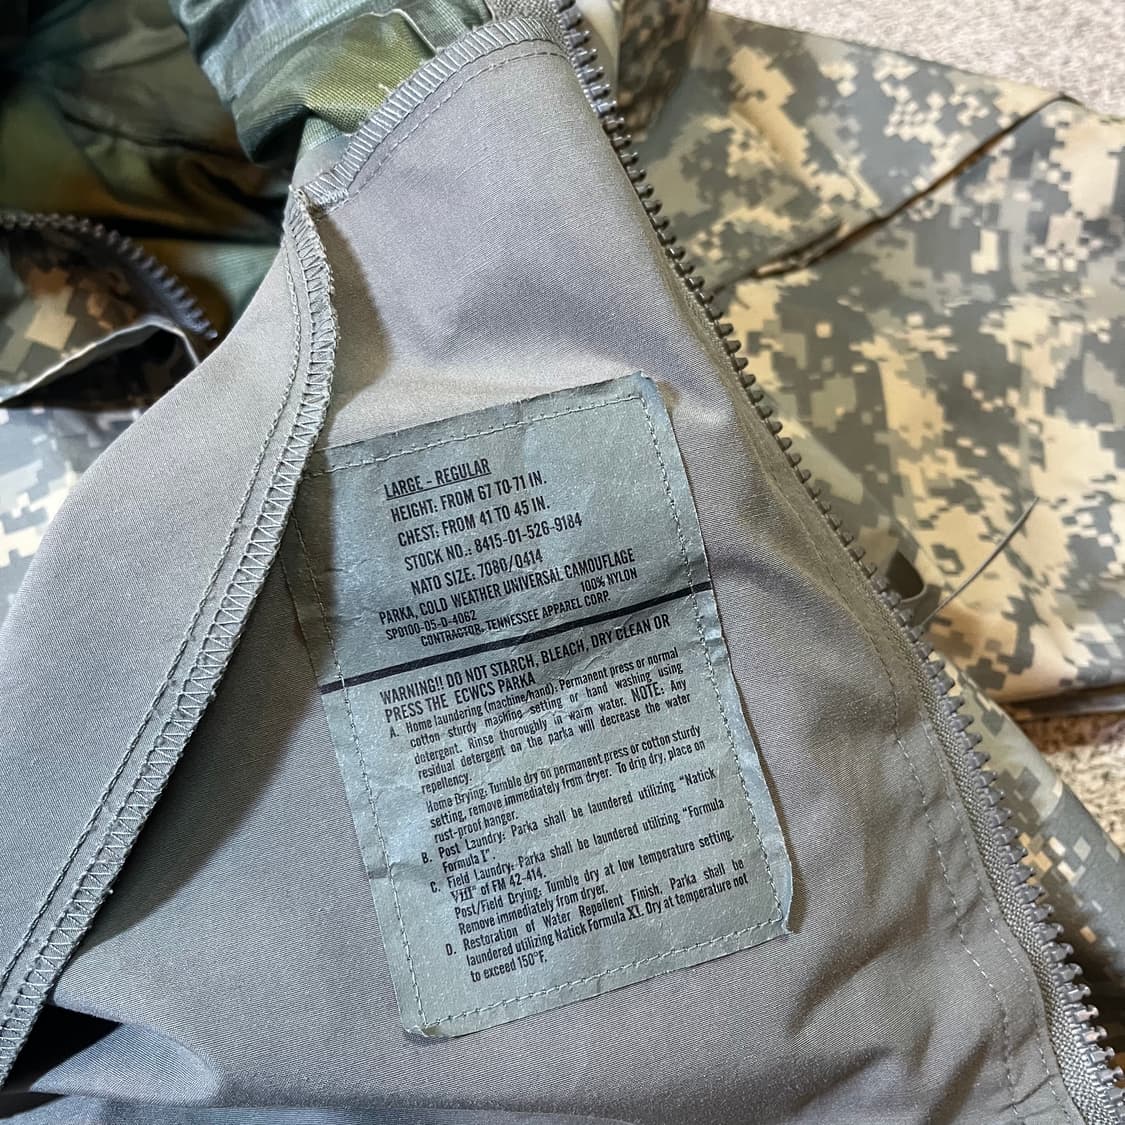 LARGE - REGULAR
HEIGHT: FROM 67 TO 71 IN.
CHEST: FROM 41 TO 45 IN.
STOCK NO.: 8415-01-526-9184
NATO SIZE: 7080/0414
PARKA, COLD WEATHER UNIVERSAL CAMOUFLAGE
SPO100-05-D-4062 100% NYLON
CONTRACTOR. TENNESSEE APPAREL CORP.
WARNING!! DO NOT STARCH, BLEACH, DRY CLEAN OR
PRESS THE ECWCS PARKA
A. Home laundering (machine/hand): Permanent press or normal
cotton sturdy machine setting or hand washing using
detergent. Rinse thoroughly in warm water. NOTE: Any
residual detergent on the parka will decrease the water
repellency.
Home Drying: Tumble dry on permanent press or cotton sturdy
setting, remove immediately from dryer. To drip dry, place on
rust-proof hanger.
B. Post Laundry: Parka shall be laundered utilizing "Natick
Formula I".
C. Field Laundry: Parka shall be laundered utilizing "Formula
VIII" of FM 42-414.
Post/Field Drying: Tumble dry at low temperature setting.
Remove immediately from dryer.
D. Restoration of Water Repellent Finish. Parka shall be
laundered utilizing Natick Formula XI. Dry at temperature not
to exceed 150°F.